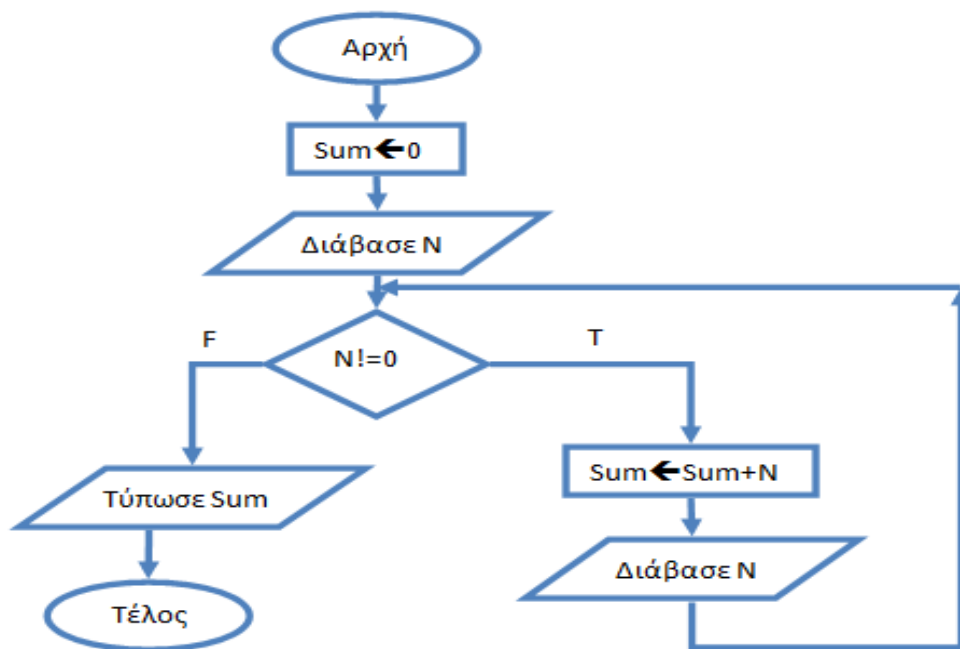 Αρχή
Sum🡸0
Διάβασε N
F
T
N!=0
Sum🡸Sum+N
Τύπωσε Sum
Διάβασε N
Τέλος